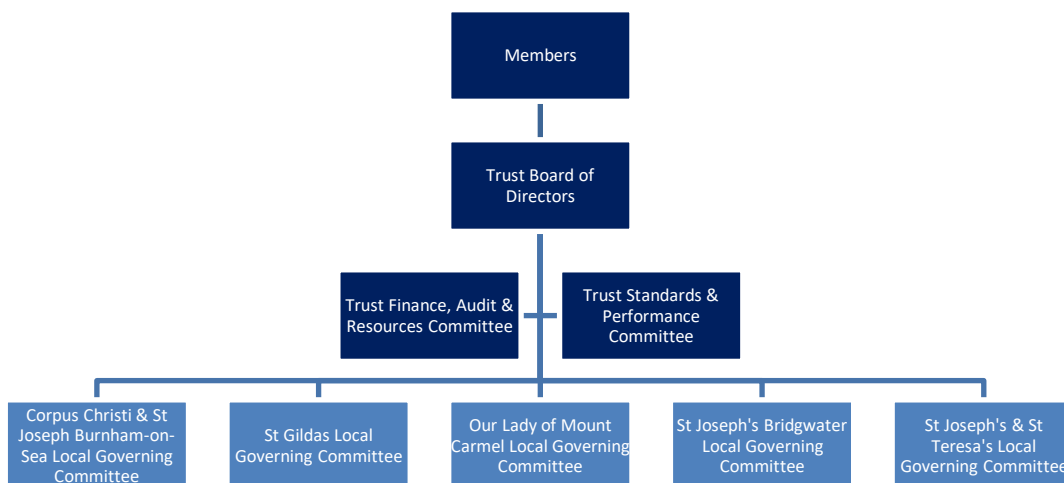 Members
Trust Board of
Directors
Trust Finance, Audit &
Resources Committee
Trust Standards &
Performance
Committee
Corpus Christi & St
Joseph Burnham-on-
Sea Local Governing
Committee
St Gildas Local
Governing Committee
Our Lady of Mount
Carmel Local Governing
Committee
St Joseph's Bridgwater
Local Governing
Committee
St Joseph's & St
Teresa's Local
Governing Committee